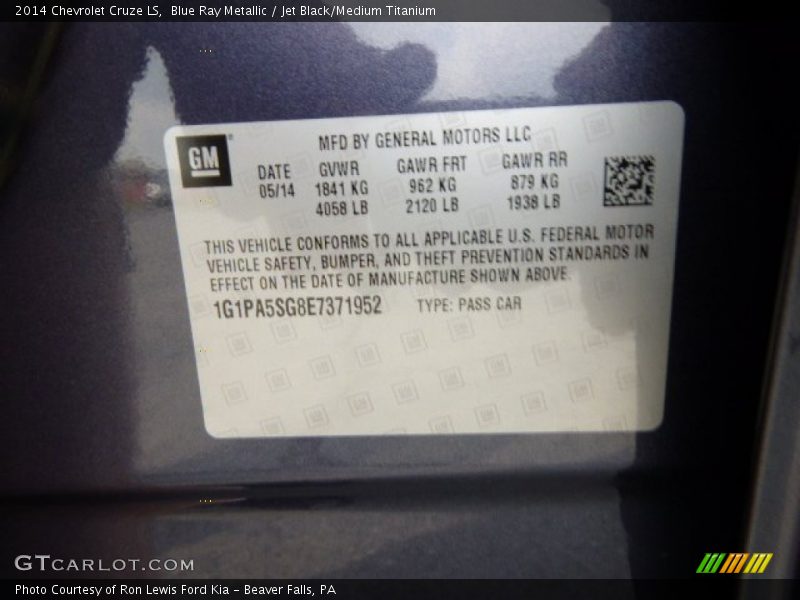 2014 Chevrolet Cruze LS, Blue Ray Metallic / Jet Black/Medium Titanium
GM
MFD BY GENERAL MOTORS LLC
DATE GVWR GAWR FRT GAWR RR
05/14 1841 KG 962 KG 879 KG
4058 LB 2120 LB 1938 LB
THIS VEHICLE CONFORMS TO ALL APPLICABLE U.S. FEDERAL MOTOR
VEHICLE SAFETY, BUMPER, AND THEFT PREVENTION STANDARDS IN
EFFECT ON THE DATE OF MANUFACTURE SHOWN ABOVE.
1G1PA5SG8E7371952 TYPE: PASS CAR
GTCARLOT.COM
Photo Courtesy of Ron Lewis Ford Kia - Beaver Falls, PA